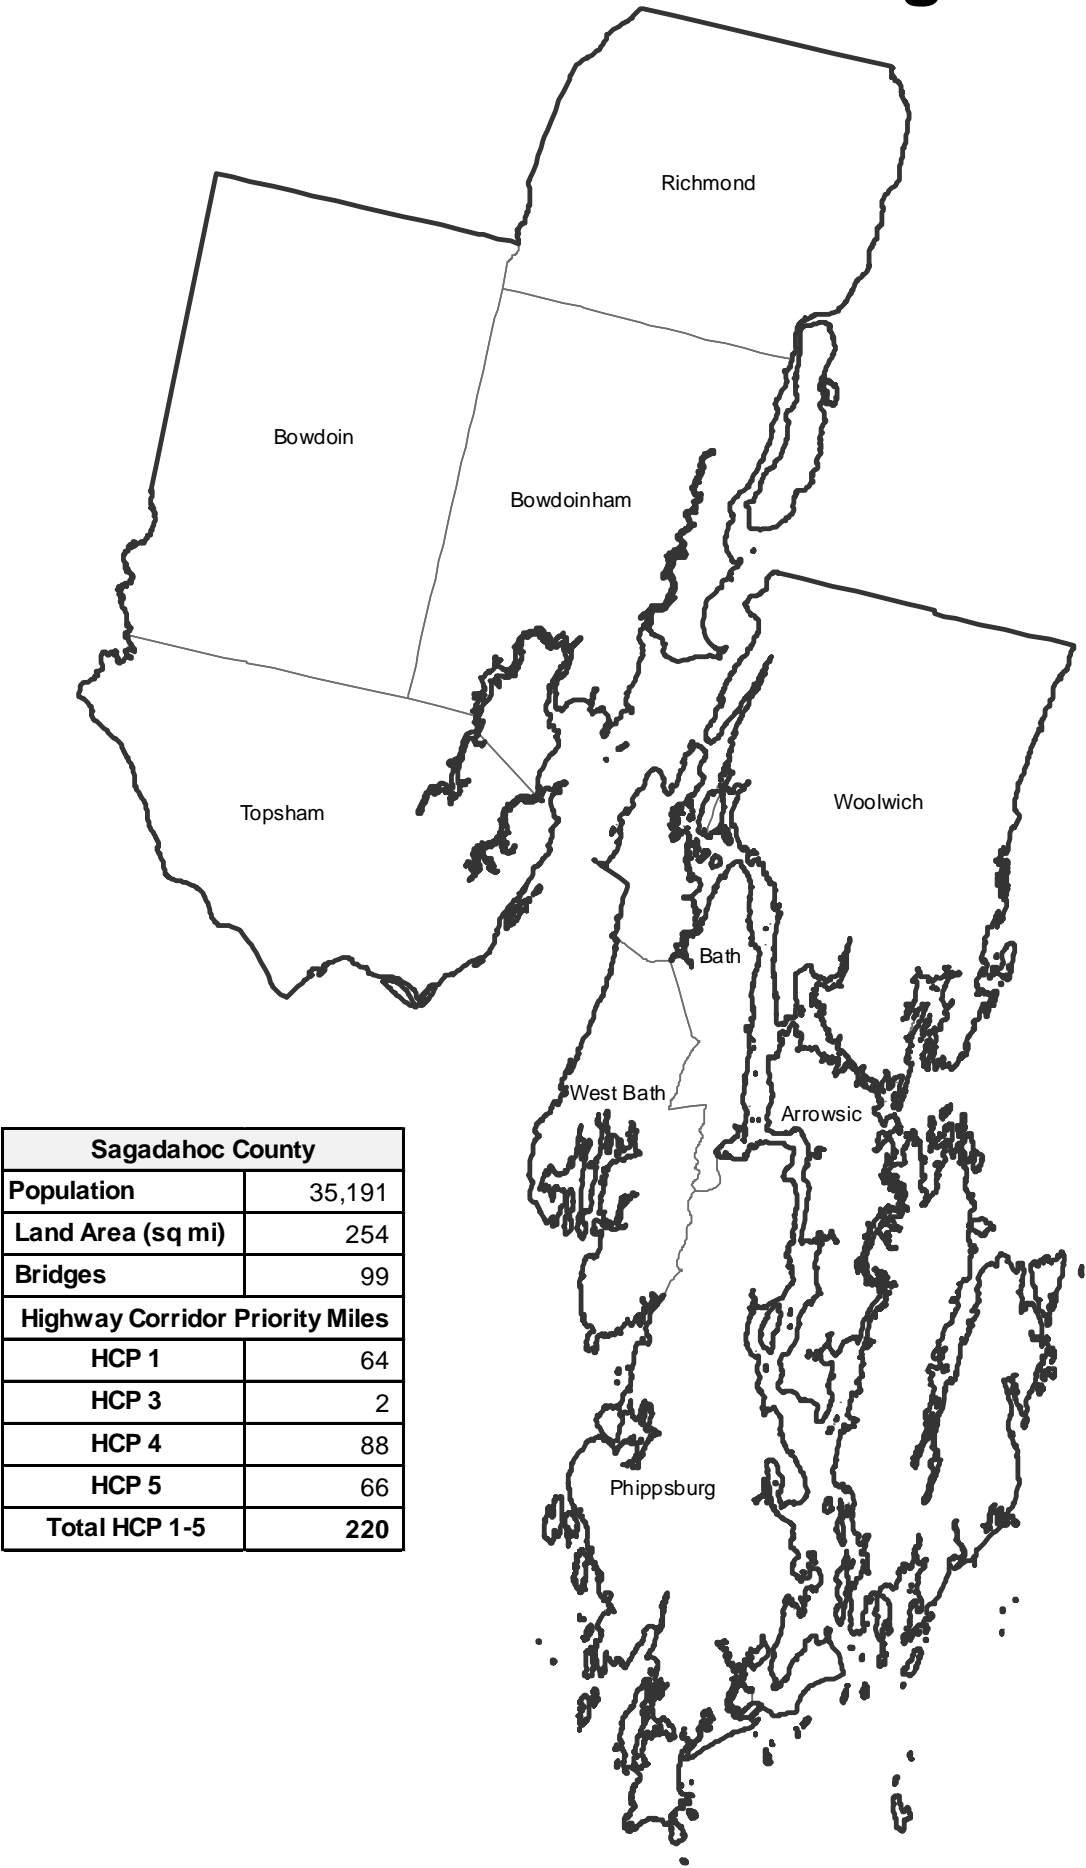 Richmond
Bowdoin
Bowdoinham
Topsham
Woolwich
Bath
West Bath
Arrowsic
Phippsburg
Sagadahoc County
Population 35,191
Land Area (sq mi) 254
Bridges 99
Highway Corridor Priority Miles
HCP 1 64
HCP 3 2
HCP 4 88
HCP 5 66
Total HCP 1-5 220